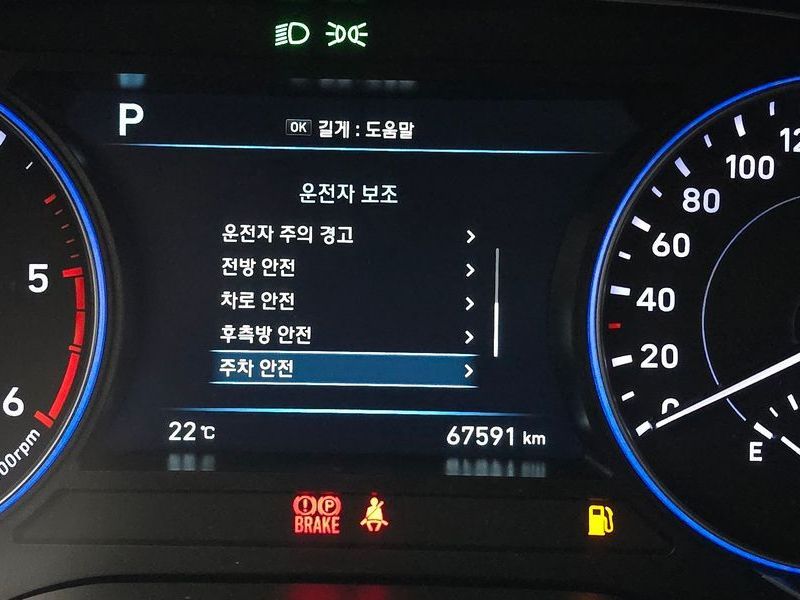 P
OK 길게 : 도움말
운전자 보조
운전자 주의 경고
전방 안전
차로 안전
후측방 안전
주차 안전
22℃
67591 km
5
6
00rpm
100
80
60
40
20
0
E
BRAKE
P